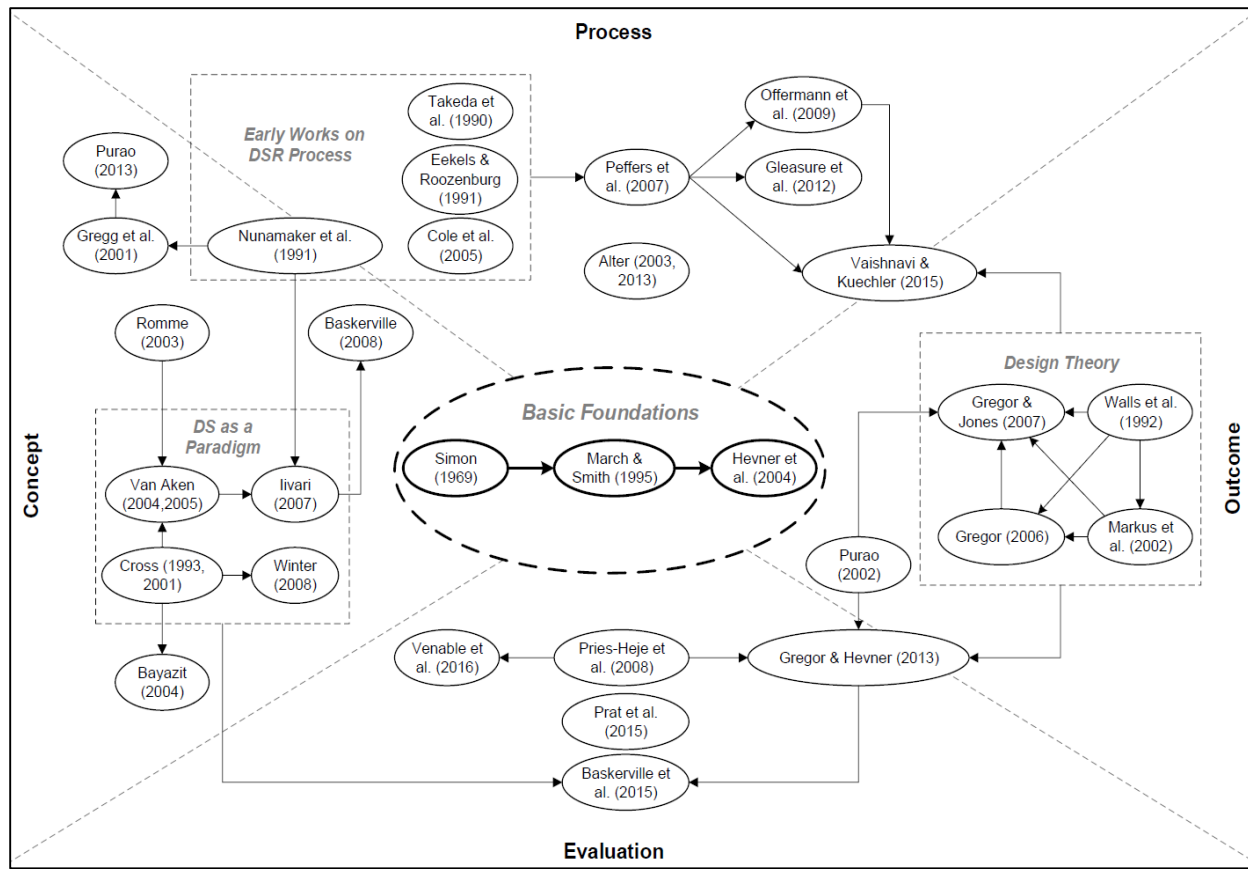 Process
Early Works on
DSR Process
Takeda et
al. (1990)
Eekels &
Roozenburg
(1991)
Cole et al.
(2005)
Nunamaker et al.
(1991)
Purao
(2013)
Gregg et al.
(2001)
Peffers et
al. (2007)
Offermann et
al. (2009)
Gleasure et
al. (2012)
Alter (2003,
2013)
Vaishnavi &
Kuechler (2015)
Romme
(2003)
Baskerville
(2008)
Concept
DS as a
Paradigm
Van Aken
(2004,2005)
Iivari
(2007)
Cross (1993,
2001)
Winter
(2008)
Bayazit
(2004)
Basic Foundations
Simon
(1969)
March &
Smith (1995)
Hevner et
al. (2004)
Design Theory
Gregor &
Jones (2007)
Walls et al.
(1992)
Gregor (2006)
Markus et
al. (2002)
Outcome
Purao
(2002)
Venable et
al. (2016)
Pries-Heje et
al. (2008)
Gregor & Hevner (2013)
Prat et al.
(2015)
Baskerville et
al. (2015)
Evaluation